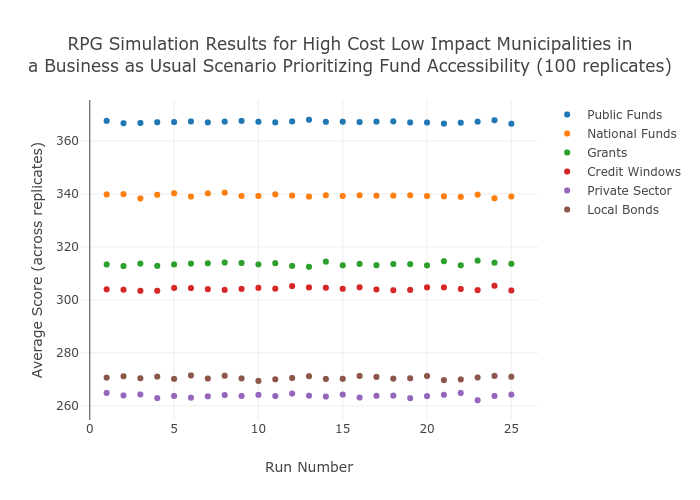 RPG Simulation Results for High Cost Low Impact Municipalities in
a Business as Usual Scenario Prioritizing Fund Accessibility (100 replicates)
Average Score (across replicates)
360
340
320
300
280
260
0
5
10
15
20
25
Run Number
Public Funds
National Funds
Grants
Credit Windows
Private Sector
Local Bonds